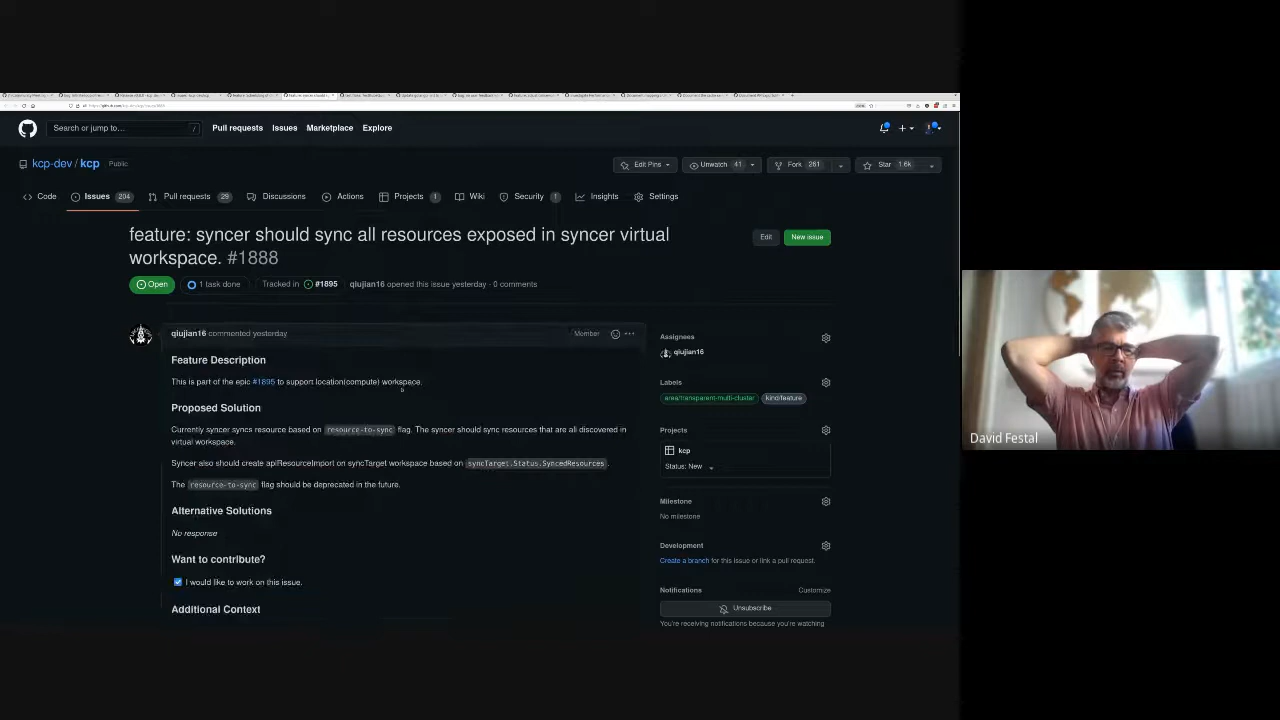 Search or jump to...
/
Pull requests
Issues
Marketplace
Explore
kcp-dev / kcp
Public
Edit Pins
Unwatch 41
Fork 261
Star 1.6k
Code
Issues 204
Pull requests 29
Discussions
Actions
Projects 1
Wiki
Security 1
Insights
Settings
feature: syncer should sync all resources exposed in syncer virtual
workspace. #1888
Edit
New issue
Open
1 task done
Tracked in #1895
qiujian16 opened this issue yesterday · 0 comments
qiujian16 commented yesterday
Member
Feature Description
This is part of the epic #1895 to support location(compute) workspace.
Proposed Solution
Currently syncer syncs resource based on resource-to-sync flag. The syncer should sync resources that are all discovered in
virtual workspace.
Syncer also should create apiResourceImport on syncTarget workspace based on syncTarget.Status.SyncedResources.
The resource-to-sync flag should be deprecated in the future.
Alternative Solutions
No response
Want to contribute?
I would like to work on this issue.
Additional Context
Assignees
qiujian16
Labels
area/transparent-multi-cluster
kind/feature
Projects
kcp
Status: New
Milestone
No milestone
Development
Create a branch for this issue or link a pull request.
Notifications
Customize
Unsubscribe
You're receiving notifications because you're watching
David Festal